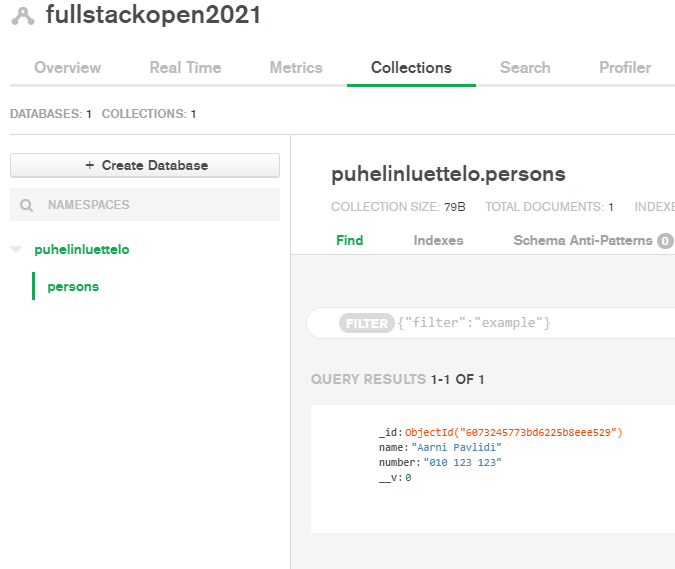 fullstackopen2021
Overview Real Time Metrics Collections Search Profiler
DATABASES: 1 COLLECTIONS: 1
+ Create Database
NAMESPACES
puhelinluettelo
persons
puhelinluettelo.persons
COLLECTION SIZE: 79B TOTAL DOCUMENTS: 1 INDEXE
Find Indexes Schema Anti-Patterns 0
FILTER {"filter":"example"}
QUERY RESULTS 1-1 OF 1
_id: ObjectId("6073245773bd6225b8eee529")
name: "Aarni Pavlidi"
number: "010 123 123"
__v: 0